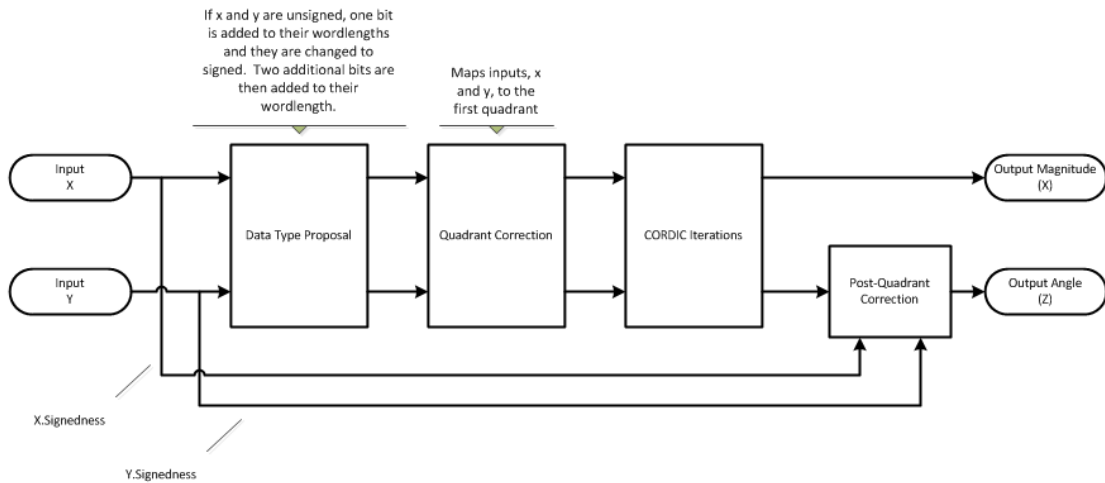 If x and y are unsigned, one bit
is added to their wordlengths
and they are changed to
signed. Two additional bits are
then added to their
wordlength.
Maps inputs, x
and y, to the
first quadrant
Input
X
Output Magnitude
(X)
Data Type Proposal
Quadrant Correction
CORDIC Iterations
Input
Y
Post-Quadrant
Correction
Output Angle
(Z)
X.Signedness
Y.Signedness